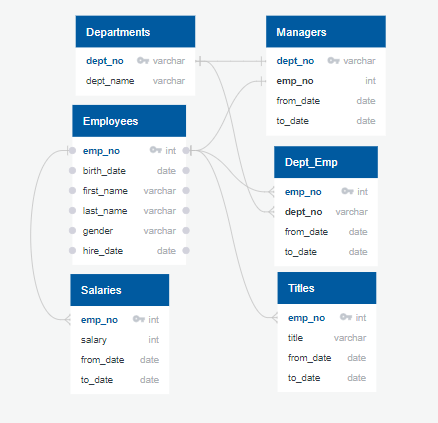 Departments
dept_no varchar
dept_name varchar
Managers
dept_no varchar
emp_no int
from_date date
to_date date
Employees
emp_no int
birth_date date
first_name varchar
last_name varchar
gender varchar
hire_date date
Dept_Emp
emp_no int
dept_no varchar
from_date date
to_date date
Salaries
emp_no int
salary int
from_date date
to_date date
Titles
emp_no int
title varchar
from_date date
to_date date